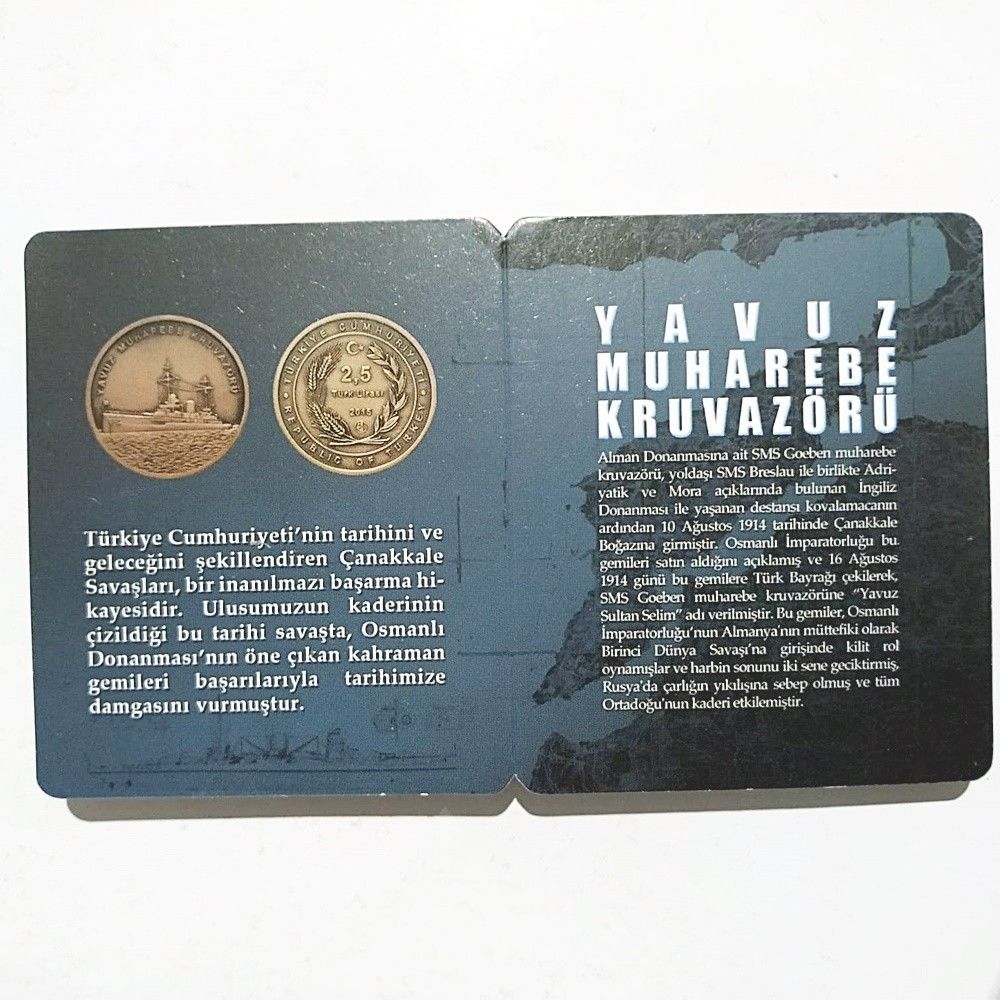 YAVUZ MUHAREBE KRUVAZÖRÜ
TÜRKİYE CUMHURİYETİ
2,5
Türk Lirası
2015
REPUBLIC OF TURKEY
Türkiye Cumhuriyeti'nin tarihini ve
geleceğini şekillendiren Çanakkale
Savaşları, bir inanılmazı başarma hi-
kayesidir. Ulusumuzun kaderinin
çizildiği bu tarihi savaşta, Osmanlı
Donanması'nın öne çıkan kahraman
gemileri başarılarıyla tarihimize
damgasını vurmuştur.
YAVUZ
MUHAREBE
KRUVAZÖRÜ
Alman Donanmasına ait SMS Goeben muharebe
kruvazörü, yoldaşı SMS Breslau ile birlikte Adri-
yatik ve Mora açıklarında bulunan İngiliz
Donanması ile yaşanan destansı kovalamacanın
ardından 10 Ağustos 1914 tarihinde Çanakkale
Boğazına girmiştir. Osmanlı İmparatorluğu bu
gemileri satın aldığını açıklamış ve 16 Ağustos
1914 günü bu gemilere Türk Bayrağı çekilerek,
SMS Goeben muharebe kruvazörüne "Yavuz
Sultan Selim" adı verilmiştir. Bu gemiler, Osmanlı
İmparatorluğu'nun Almanya'nın müttefiki olarak
Birinci Dünya Savaşı'na girişinde kilit rol
oynamışlar ve harbin sonunu iki sene geciktirmiş,
Rusya'da çarlığın yıkılışına sebep olmuş ve tüm
Ortadoğu'nun kaderi etkilemiştir.